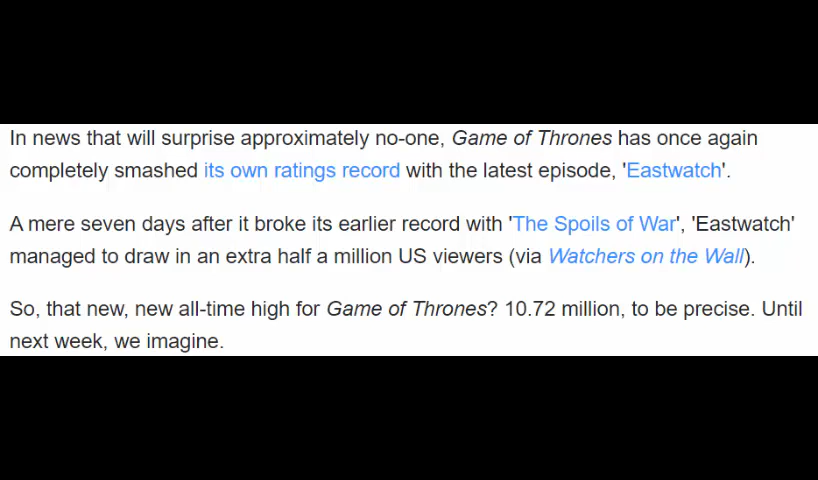 In news that will surprise approximately no-one, Game of Thrones has once again
completely smashed its own ratings record with the latest episode, 'Eastwatch'.
A mere seven days after it broke its earlier record with 'The Spoils of War', 'Eastwatch'
managed to draw in an extra half a million US viewers (via Watchers on the Wall).
So, that new, new all-time high for Game of Thrones? 10.72 million, to be precise. Until
next week, we imagine.